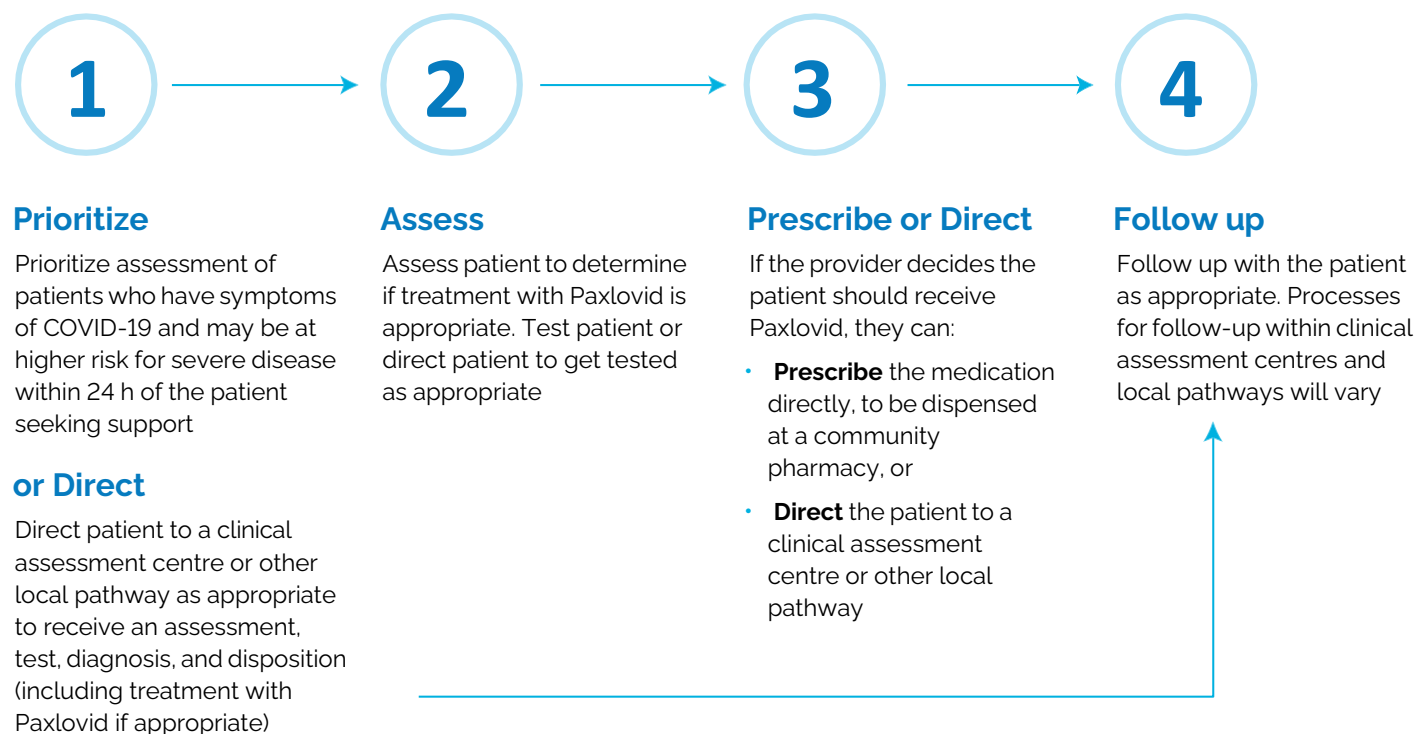 1
2
3
4
Prioritize
Prioritize assessment of
patients who have symptoms
of COVID-19 and may be at
higher risk for severe disease
within 24 h of the patient
seeking support
or Direct
Direct patient to a clinical
assessment centre or other
local pathway as appropriate
to receive an assessment,
test, diagnosis, and disposition
(including treatment with
Paxlovid if appropriate)
Assess
Assess patient to determine
if treatment with Paxlovid is
appropriate. Test patient or
direct patient to get tested
as appropriate
Prescribe or Direct
If the provider decides the
patient should receive
Paxlovid, they can:
• Prescribe the medication
directly, to be dispensed
at a community
pharmacy, or
• Direct the patient to a
clinical assessment
centre or other local
pathway
Follow up
Follow up with the patient
as appropriate. Processes
for follow-up within clinical
assessment centres and
local pathways will vary